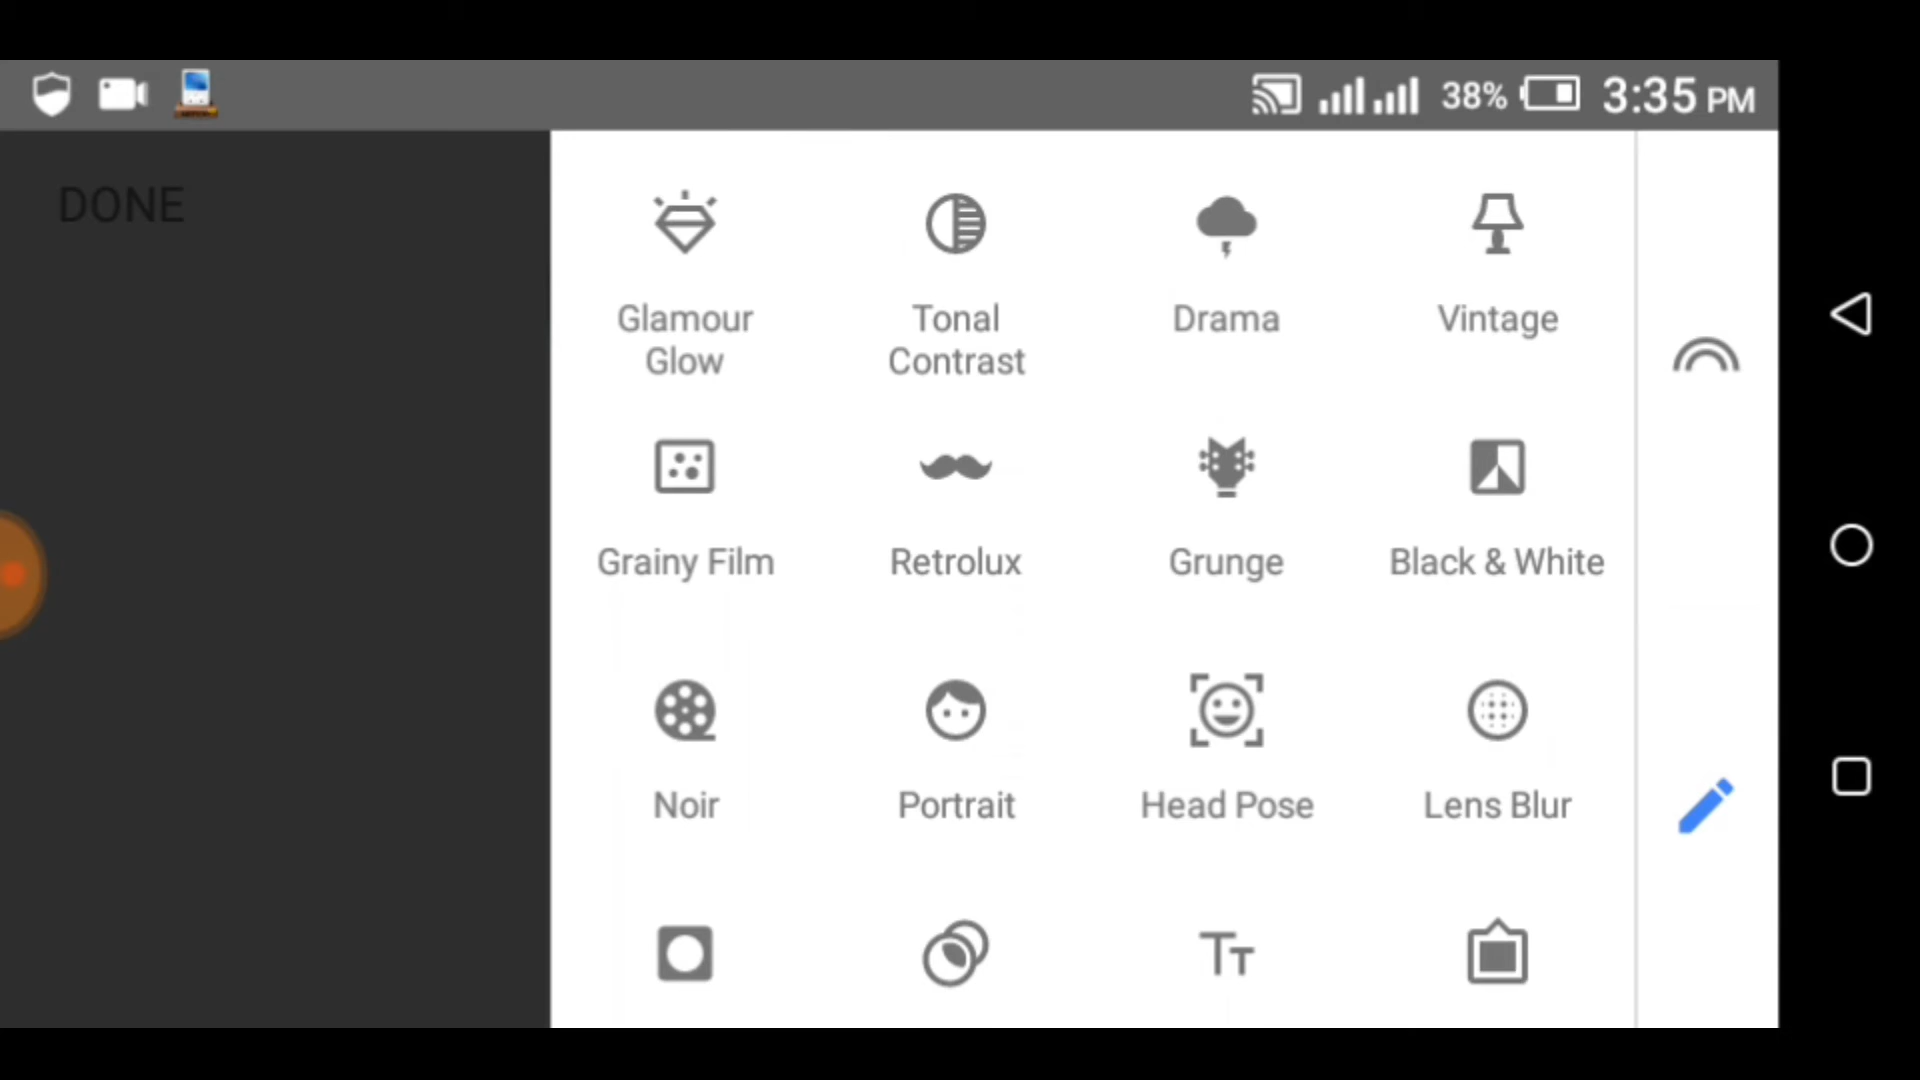 38% 3:35 PM
DONE
Glamour Glow
Tonal Contrast
Drama
Vintage
Grainy Film
Retrolux
Grunge
Black & White
Noir
Portrait
Head Pose
Lens Blur
Tт